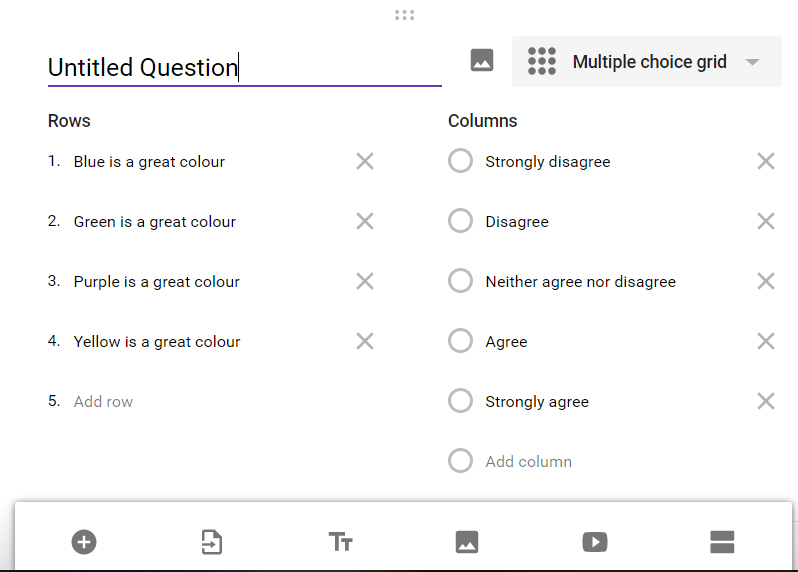 Untitled Question
Multiple choice grid
Rows
Columns
1. Blue is a great colour
Strongly disagree
2. Green is a great colour
Disagree
3. Purple is a great colour
Neither agree nor disagree
4. Yellow is a great colour
Agree
5. Add row
Strongly agree
Add column
Tт